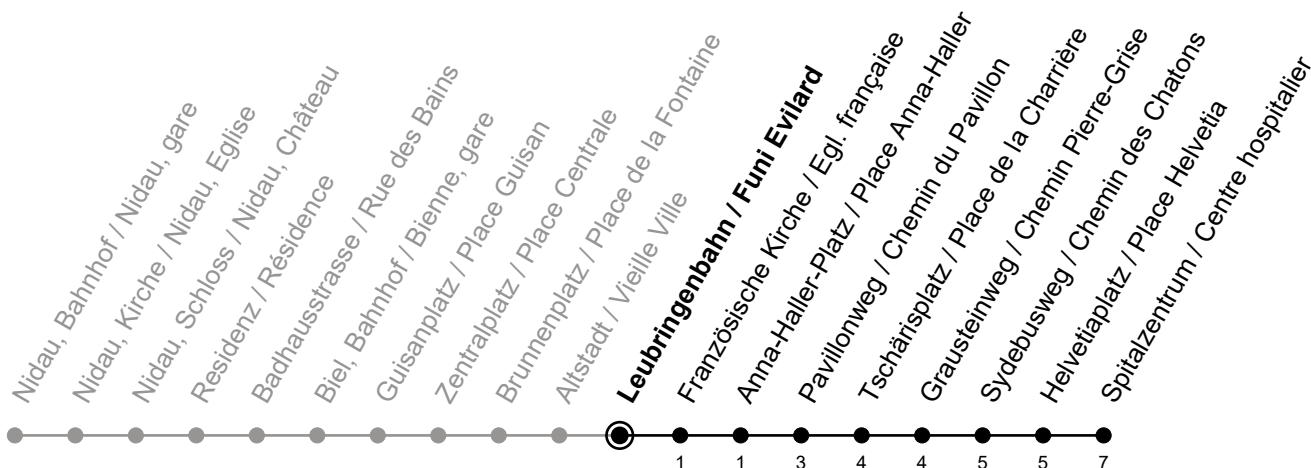 Nidau, Bahnhof / Nidau, gare
Nidau, Kirche / Nidau, Eglise
Nidau, Schloss / Nidau, Château
Residenz / Résidence
Badhausstrasse / Rue des Bains
Biel, Bahnhof / Bienne, gare
Guisanplatz / Place Guisan
Zentralplatz / Place Centrale
Brunnenplatz / Place de la Fontaine
Altstadt / Vieille Ville
Leubringenbahn / Funi Evilard
Französische Kirche / Egl. française
Anna-Haller-Platz / Place Anna-Haller
Pavillonweg / Chemin du Pavillon
Tschärisplatz / Place de la Charrière
Grausteinweg / Chemin Pierre-Grise
Sydebusweg / Chemin des Chatons
Helvetiaplatz / Place Helvetia
Spitalzentrum / Centre hospitalier
1 1 3 4 4 5 5 7